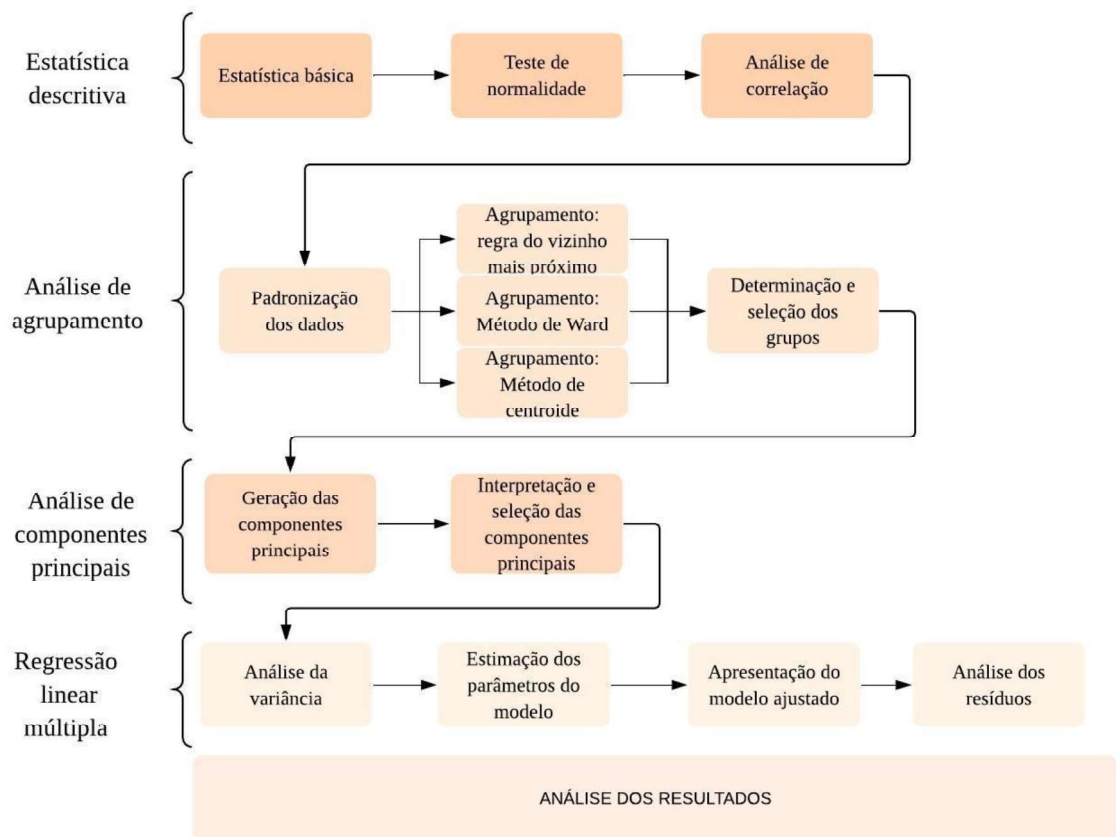 Estatística
descritiva
Estatística básica
Teste de
normalidade
Análise de
correlação
Análise de
agrupamento
Padronização
dos dados
Agrupamento:
regra do vizinho
mais próximo
Agrupamento:
Método de Ward
Agrupamento:
Método de
centroide
Determinação e
seleção dos
grupos
Análise de
componentes
principais
Geração das
componentes
principais
Interpretação e
seleção das
componentes
principais
Regressão
linear
múltipla
Análise da
variância
Estimação dos
parâmetros do
modelo
Apresentação do
modelo ajustado
Análise dos
resíduos
ANÁLISE DOS RESULTADOS